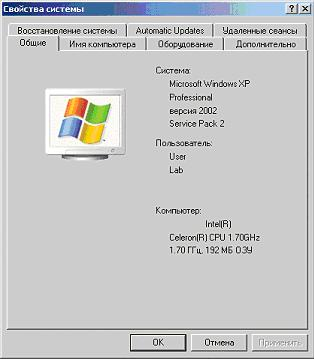 Свойства системы
Восстановление системы Automatic Updates Удаленные сеансы
Общие Имя компьютера Оборудование Дополнительно
Система:
Microsoft Windows XP
Professional
версия 2002
Service Pack 2
Пользователь:
User
Lab
Компьютер:
Intel(R)
Celeron(R) CPU 1.70GHz
1.70 ГГц, 192 МБ ОЗУ
OK Отмена Применить